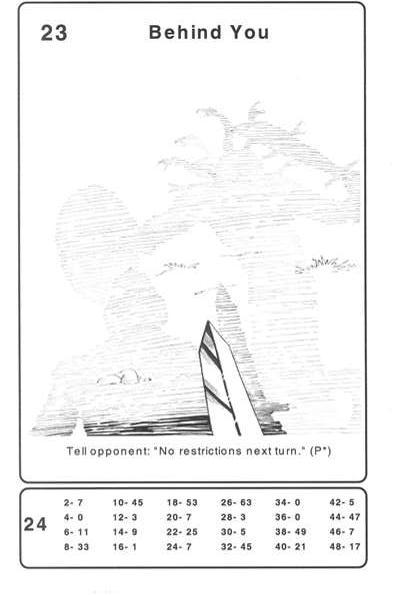 23 Behind You
Tell opponent: "No restrictions next turn." (P*)
24
2- 7 10- 45 18- 53 26- 63 34- 0 42- 5
4- 0 12- 3 20- 7 28- 3 36- 0 44- 47
6- 11 14- 9 22- 25 30- 5 38- 49 46- 7
8- 33 16- 1 24- 7 32- 45 40- 21 48- 17